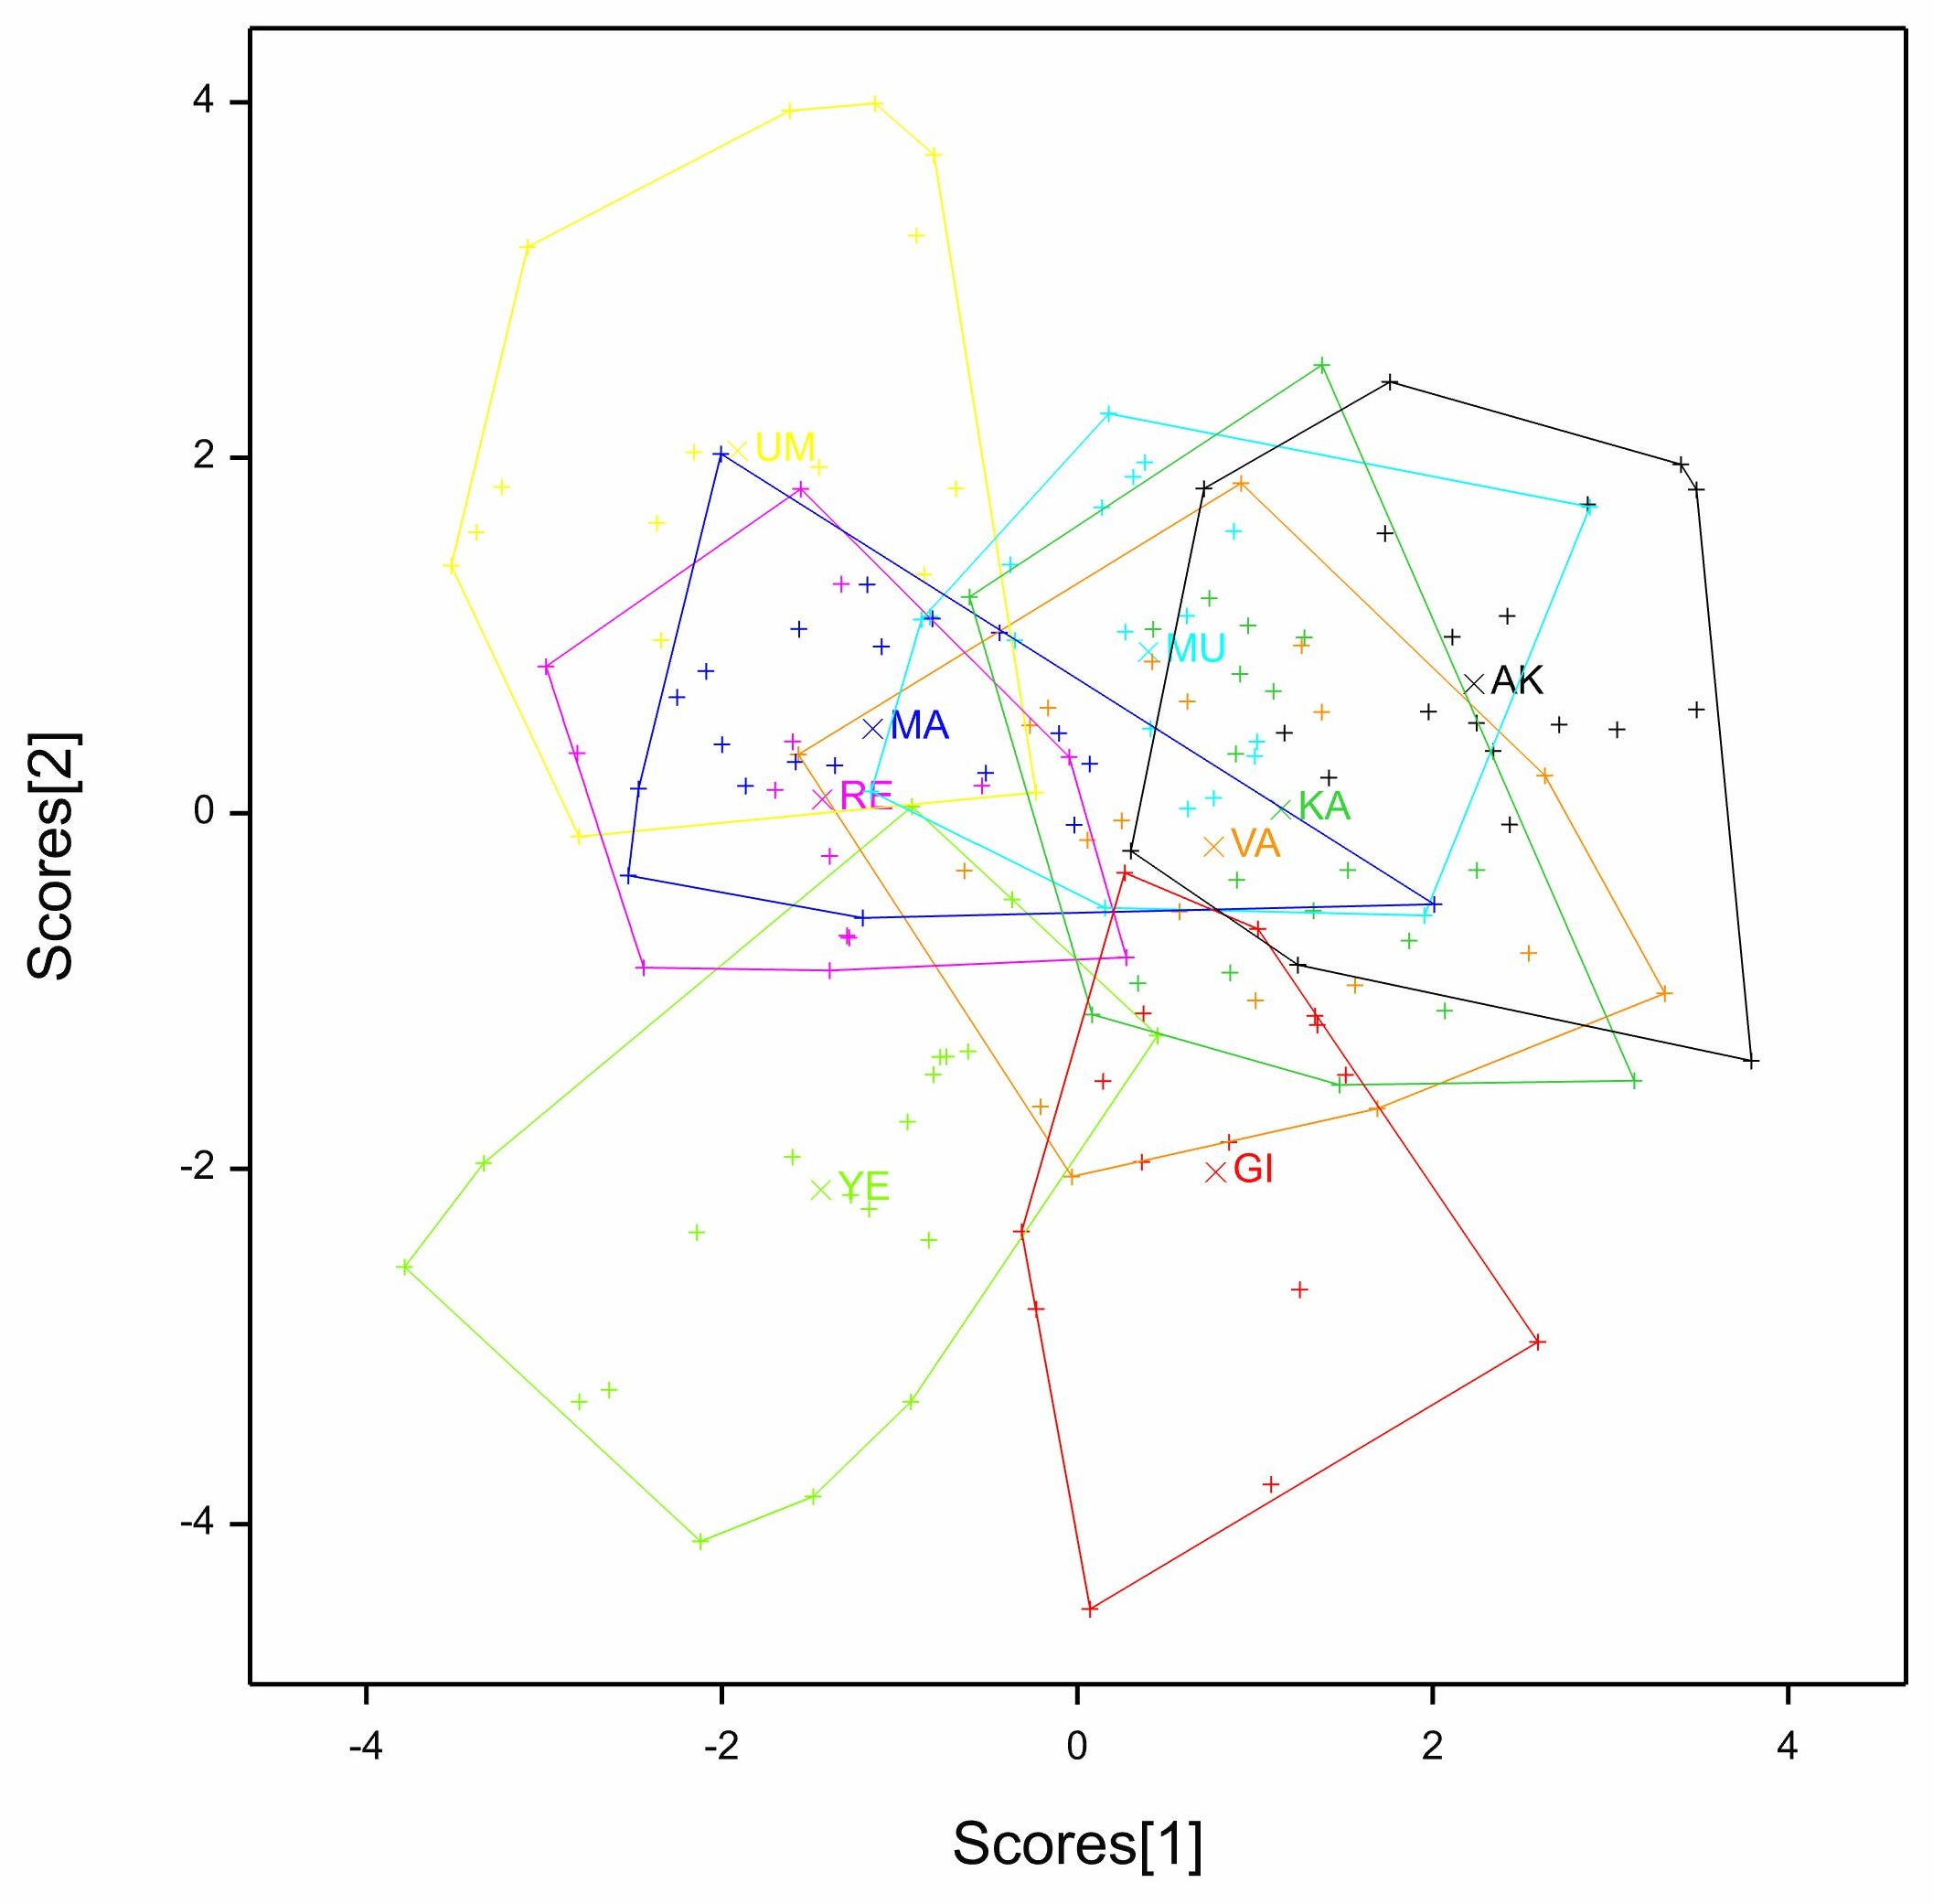 4
2
0
-2
-4
Scores[2]
UM
MU
AK
MA
RE
KA
VA
YE
GI
-4
-2
0
2
4
Scores[1]